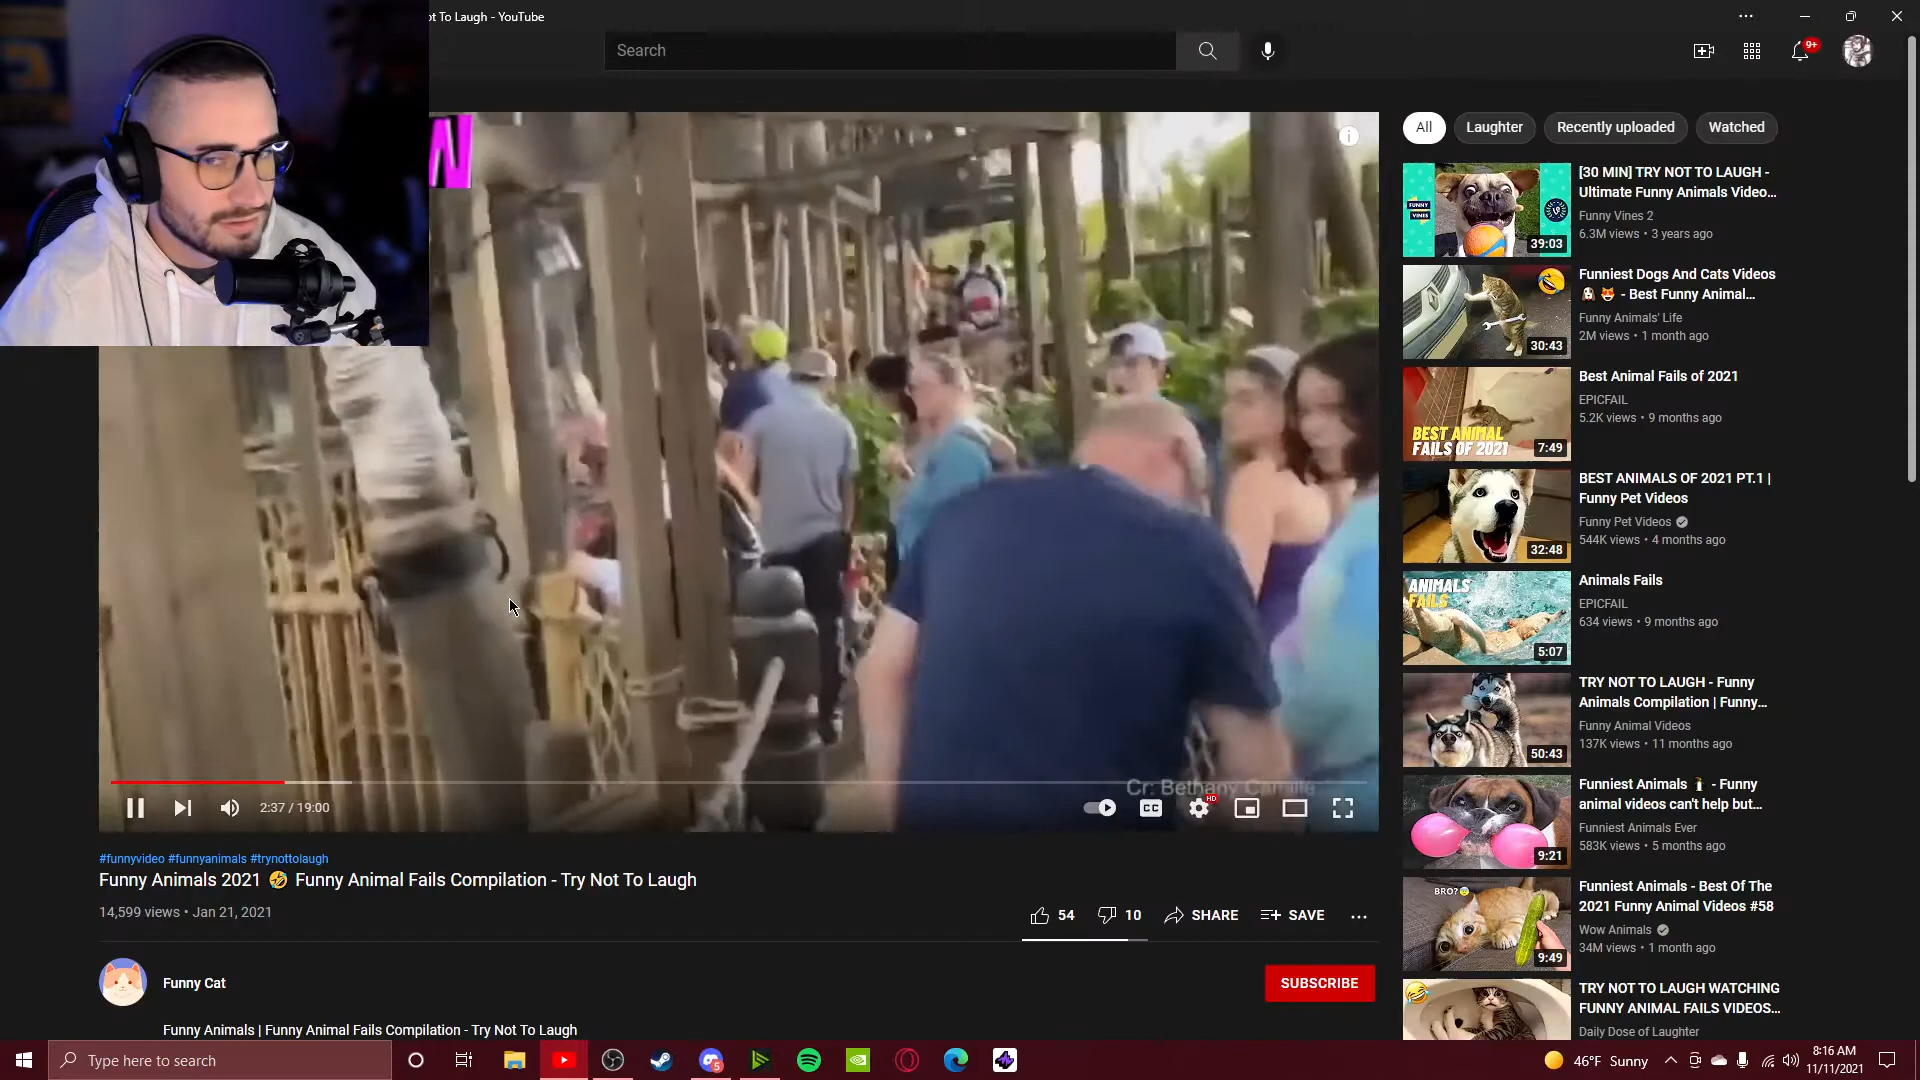 ot To Laugh - YouTube
Search
9+
W
All
Laughter
Recently uploaded
Watched
[30 MIN] TRY NOT TO LAUGH -
Ultimate Funny Animals Video...
Funny Vines 2
6.3M views • 3 years ago
FUNNY
VINES
39:03
Funniest Dogs And Cats Videos
🐶 😻 - Best Funny Animal...
Funny Animals' Life
2M views • 1 month ago
30:43
Best Animal Fails of 2021
EPICFAIL
5.2K views • 9 months ago
BEST ANIMAL
FAILS OF 2021
7:49
BEST ANIMALS OF 2021 PT.1 |
Funny Pet Videos
Funny Pet Videos
544K views • 4 months ago
32:48
Animals Fails
EPICFAIL
634 views • 9 months ago
ANIMALS
FAILS
5:07
TRY NOT TO LAUGH - Funny
Animals Compilation | Funny...
Funny Animal Videos
137K views • 11 months ago
50:43
Funniest Animals 🐧 - Funny
animal videos can't help but...
Funniest Animals Ever
583K views • 5 months ago
9:21
Funniest Animals - Best Of The
2021 Funny Animal Videos #58
Wow Animals
34M views • 1 month ago
BRO?
9:49
TRY NOT TO LAUGH WATCHING
FUNNY ANIMAL FAILS VIDEOS...
Daily Dose of Laughter
Cr: Bethany Camille
2:37 / 19:00
CC
HD
#funnyvideo #funnyanimals #trynottolaugh
Funny Animals 2021 🤣 Funny Animal Fails Compilation - Try Not To Laugh
14,599 views • Jan 21, 2021
54
10
SHARE
SAVE
Funny Cat
SUBSCRIBE
Funny Animals | Funny Animal Fails Compilation - Try Not To Laugh
Type here to search
5
46°F Sunny
8:16 AM
11/11/2021